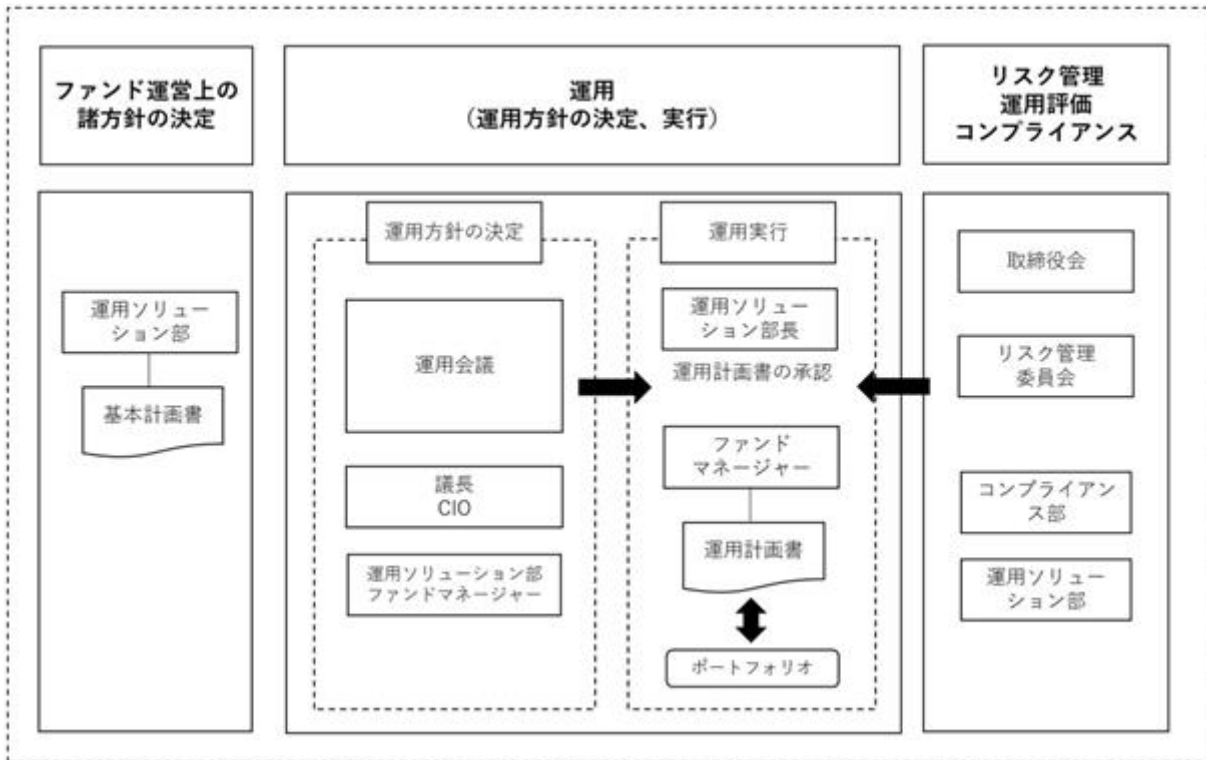 ファンド運営上の
諸方針の決定
運用
(運用方針の決定、実行)
リスク管理
運用評価
コンプライアンス
運用ソリュー
ション部
基本計画書
運用方針の決定
運用会議
議長
CIO
運用ソリューション部
ファンドマネージャー
運用実行
運用ソリュー
ション部長
運用計画書の承認
ファンド
マネージャー
運用計画書
ポートフォリオ
取締役会
リスク管理
委員会
コンプライアン
ス部
運用ソリュー
ション部